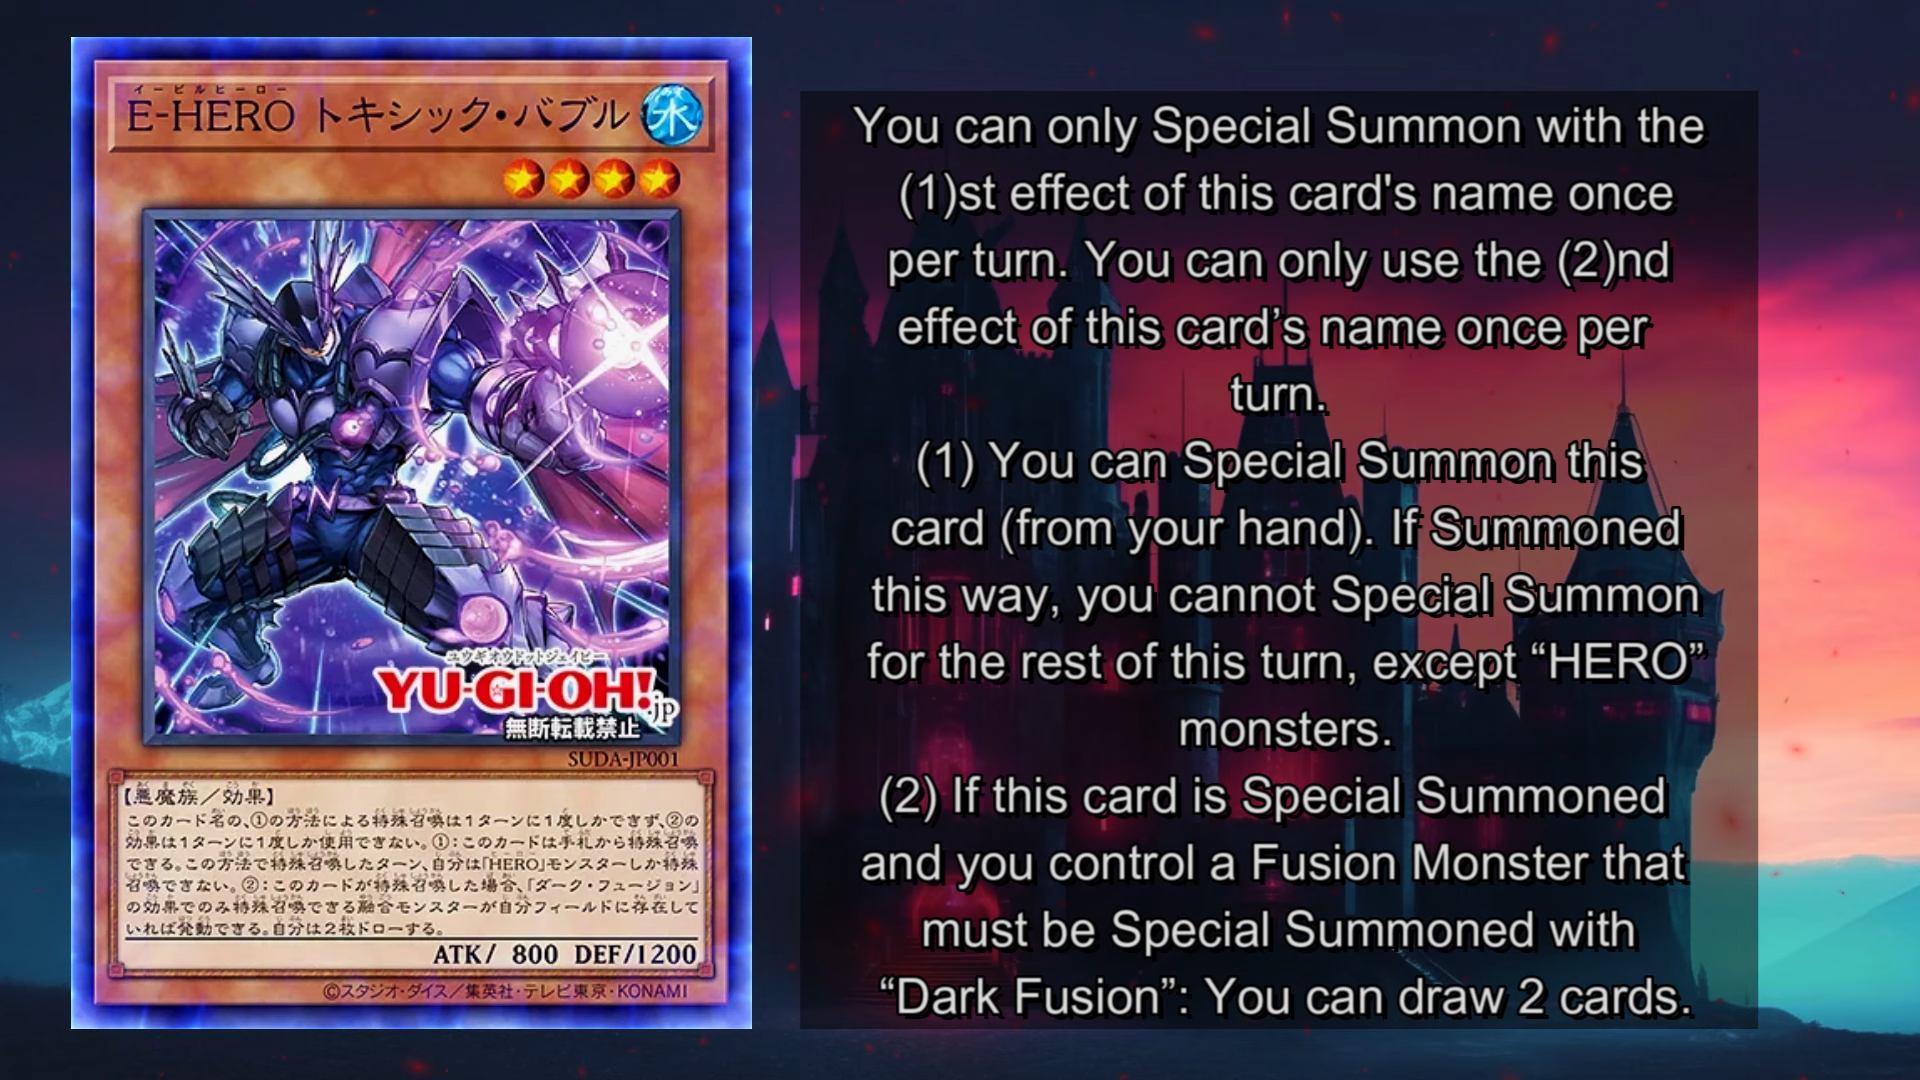 イービルヒーロー
E-HERO トキシック・バブル
水
N
ユウギオウドットジェイピー
YU-GI-OH!.jp
無断転載禁止
SUDA-JP001
【悪魔族／効果】
このカード名の、①の方法による特殊召喚は１ターンに１度しかできず、②の
効果は１ターンに１度しか使用できない。①：このカードは手札から特殊召喚
できる。この方法で特殊召喚したターン、自分は「HERO」モンスターしか特殊
召喚できない。②：このカードが特殊召喚した場合、「ダーク・フュージョン」
の効果でのみ特殊召喚できる融合モンスターが自分フィールドに存在して
いれば発動できる。自分は２枚ドローする。
ATK/ 800 DEF/1200
©スタジオ・ダイス／集英社・テレビ東京・KONAMI
You can only Special Summon with the
(1)st effect of this card's name once
per turn. You can only use the (2)nd
effect of this card’s name once per
turn.
(1) You can Special Summon this
card (from your hand). If Summoned
this way, you cannot Special Summon
for the rest of this turn, except “HERO”
monsters.
(2) If this card is Special Summoned
and you control a Fusion Monster that
must be Special Summoned with
“Dark Fusion”: You can draw 2 cards.